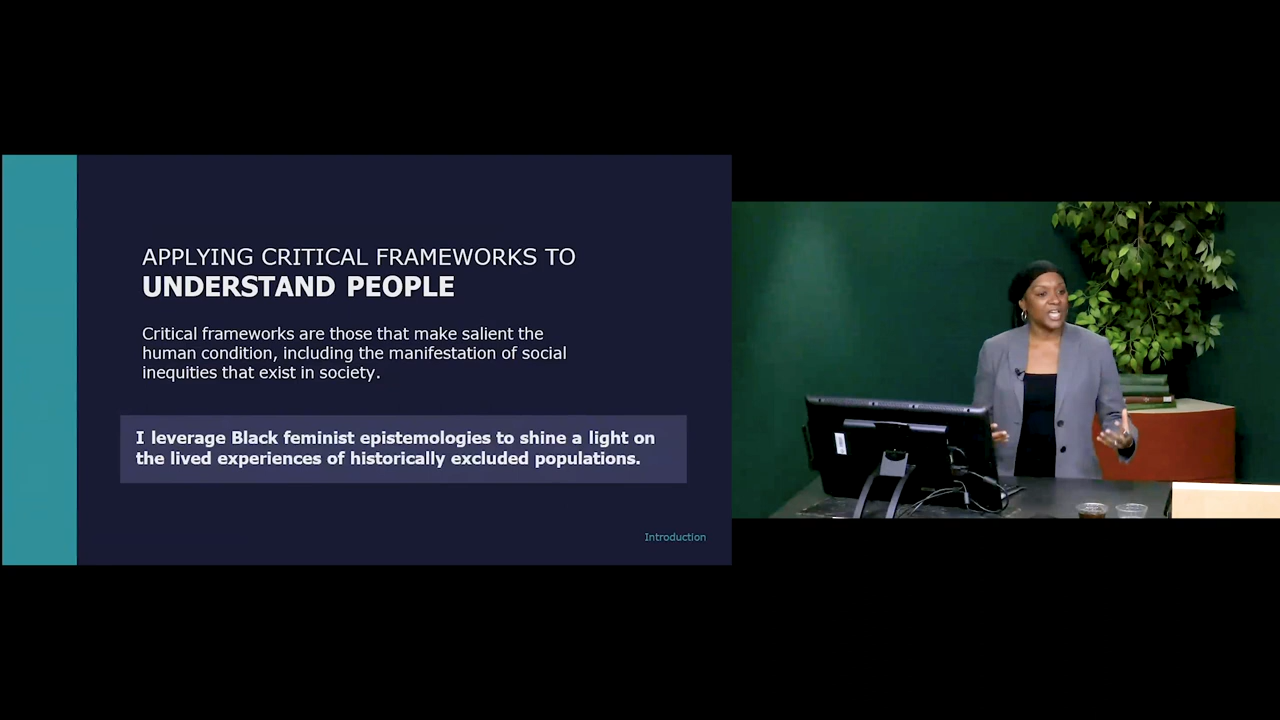 APPLYING CRITICAL FRAMEWORKS TO
UNDERSTAND PEOPLE
Critical frameworks are those that make salient the
human condition, including the manifestation of social
inequities that exist in society.
I leverage Black feminist epistemologies to shine a light on
the lived experiences of historically excluded populations.
Introduction